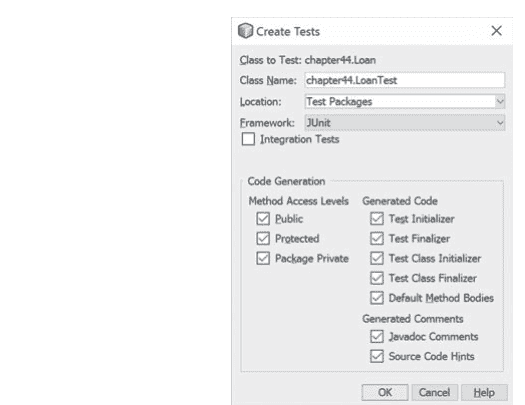 Create Tests
Class to Test: chapter44.Loan
Class Name: chapter44.LoanTest
Location: Test Packages
Framework: JUnit
Integration Tests
Code Generation
Method Access Levels
Public
Protected
Package Private
Generated Code
Test Initializer
Test Finalizer
Test Class Initializer
Test Class Finalizer
Default Method Bodies
Generated Comments
Javadoc Comments
Source Code Hints
OK Cancel Help